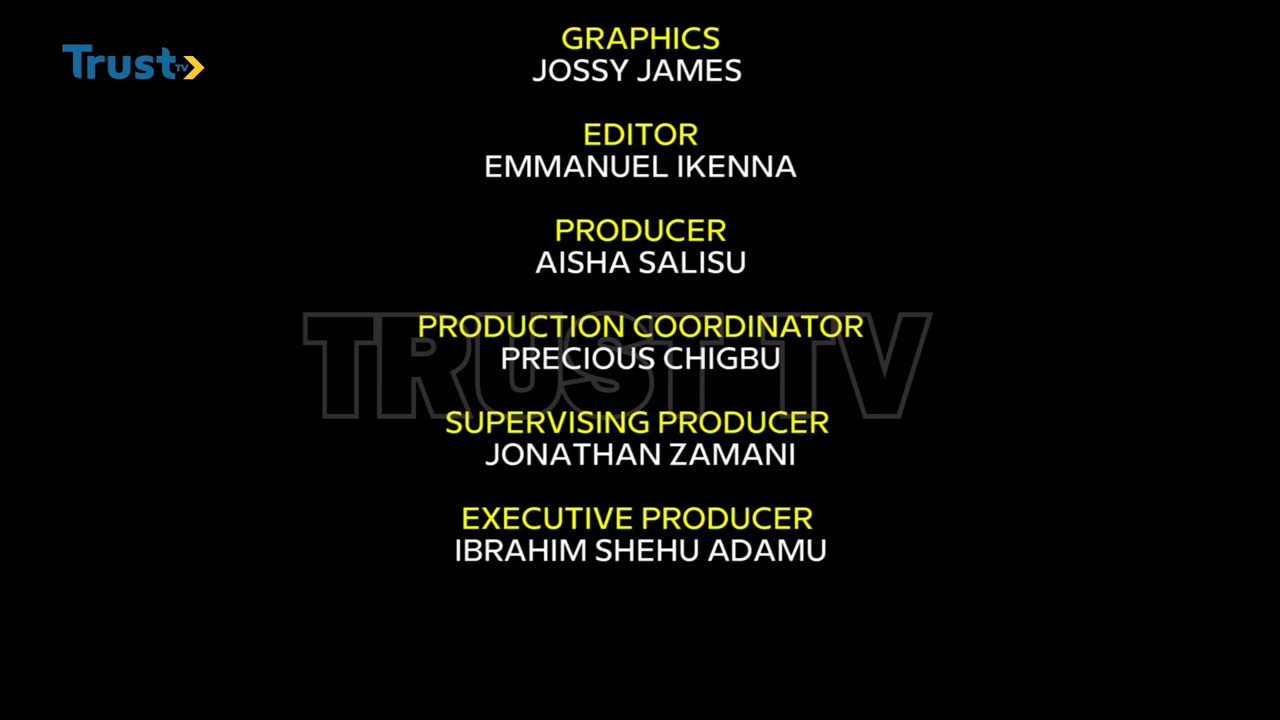 Trust TV
GRAPHICS
JOSSY JAMES
EDITOR
EMMANUEL IKENNA
PRODUCER
AISHA SALISU
TRUST TV
PRODUCTION COORDINATOR
PRECIOUS CHIGBU
SUPERVISING PRODUCER
JONATHAN ZAMANI
EXECUTIVE PRODUCER
IBRAHIM SHEHU ADAMU